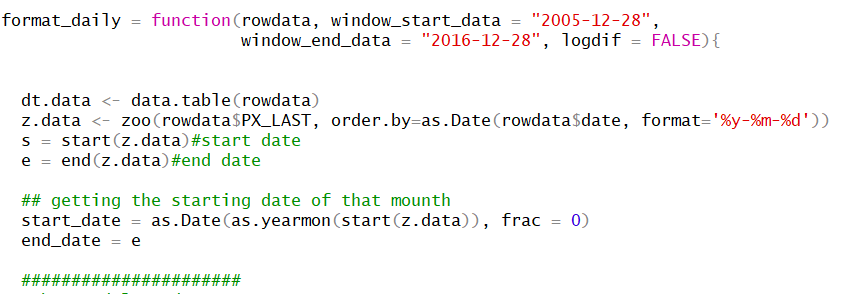 format_daily = function(rowdata, window_start_data = "2005-12-28",
window_end_data = "2016-12-28", logdif = FALSE){
dt.data <- data.table(rowdata)
z.data <- zoo(rowdata$PX_LAST, order.by=as.Date(rowdata$date, format='%y-%m-%d'))
s = start(z.data)#start date
e = end(z.data)#end date
## getting the starting date of that mounth
start_date = as.Date(as.yearmon(start(z.data)), frac = 0)
end_date = e
######################